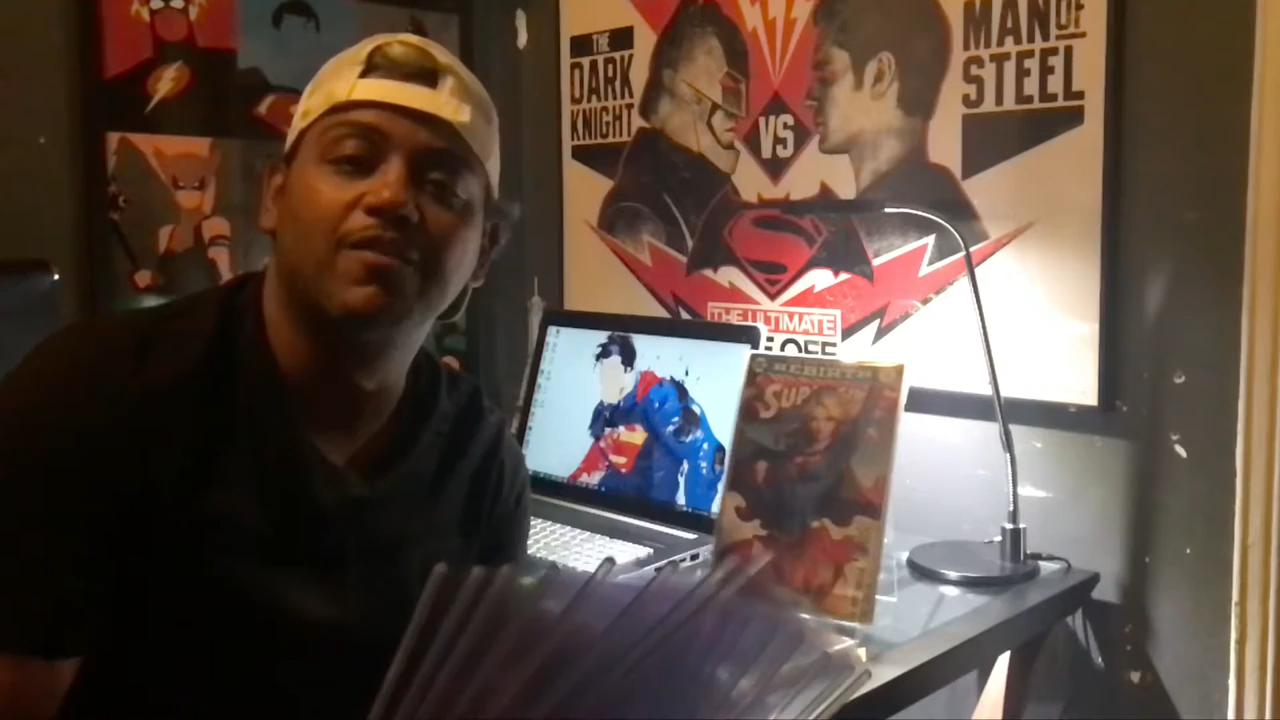 THE
DARK
KNIGHT
VS
MAN OF
STEEL
THE ULTIMATE
REBIRTH